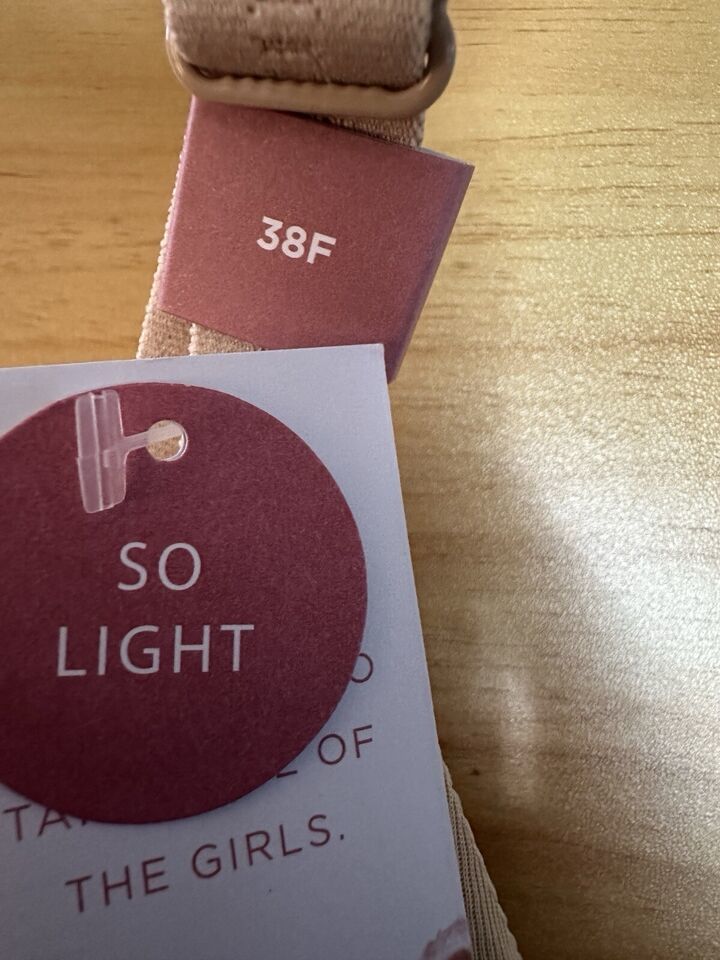 38F
SO
LIGHT
OF
THE GIRLS.